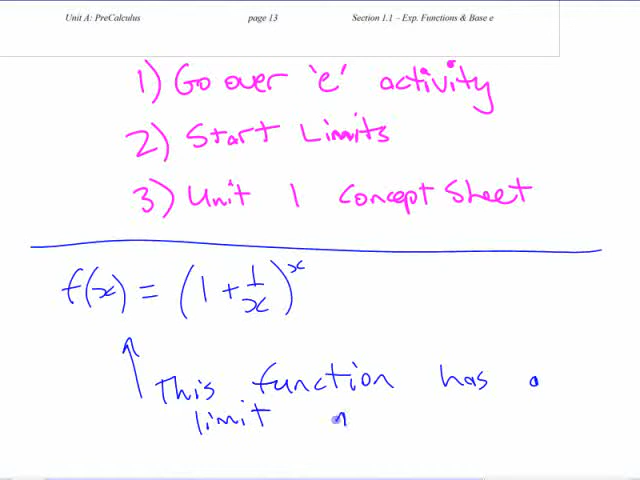 Unit A: PreCalculus page 13 Section 1.1 – Exp. Functions & Base e
1) Go over 'e' activity
2) Start Limits
3) Unit 1 Concept Sheet
f(x) = (1 + 1/x)^x
This function has a
limit